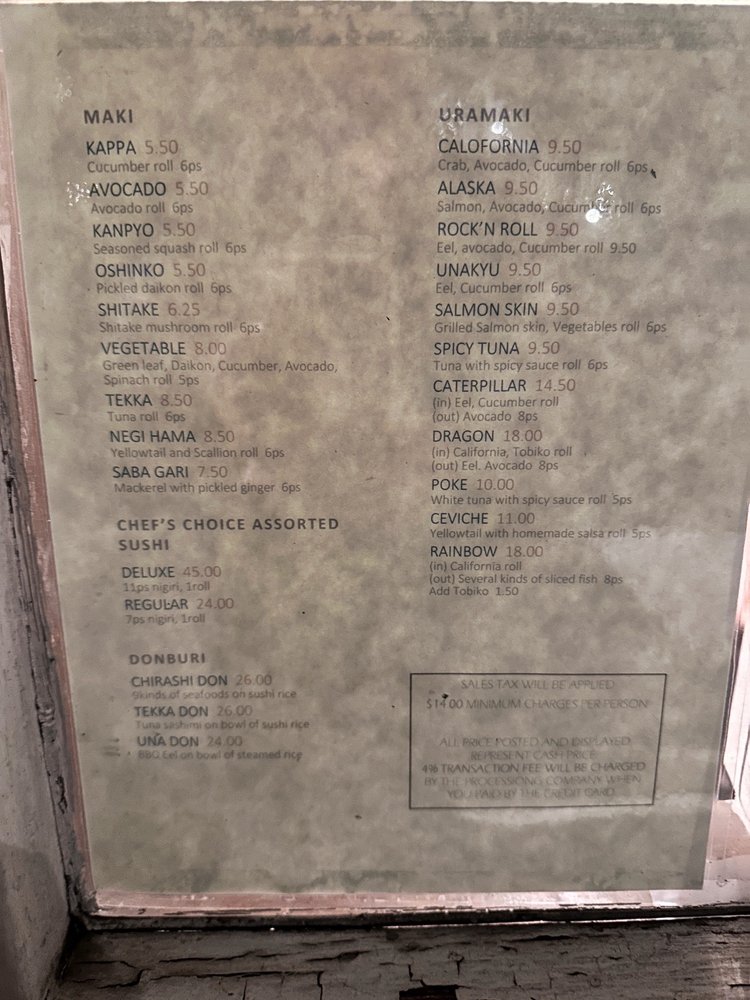 MAKI
KAPPA 5.50
Cucumber roll 6ps
AVOCADO 5.50
Avocado roll 6ps
KANPYO 5.50
Seasoned squash roll 6ps
OSHINKO 5.50
Pickled daikon roll 6ps
SHITAKE 6.25
Shitake mushroom roll 6ps
VEGETABLE 8.00
Green leaf, Daikon, Cucumber, Avocado,
Spinach roll 5ps
TEKKA 8.50
Tuna roll 6ps
NEGI HAMA 8.50
Yellowtail and Scallion roll 6ps
SABA GARI 7.50
Mackerel with pickled ginger 6ps
CHEF'S CHOICE ASSORTED
SUSHI
DELUXE 45.00
11ps nigiri, 1roll
REGULAR 24.00
7ps nigiri, 1roll
DONBURI
CHIRASHI DON 26.00
9kinds of seafoods on sushi rice
TEKKA DON 26.00
Tuna sashimi on bowl of sushi rice
UNA DON 24.00
BBQ Eel on bowl of steamed rice
URAMAKI
CALOFORNIA 9.50
Crab, Avocado, Cucumber roll 6ps
ALASKA 9.50
Salmon, Avocado, Cucumber roll 6ps
ROCK'N ROLL 9.50
Eel, avocado, Cucumber roll 9.50
UNAKYU 9.50
Eel, Cucumber roll 6ps
SALMON SKIN 9.50
Grilled Salmon skin, Vegetables roll 6ps
SPICY TUNA 9.50
Tuna with spicy sauce roll 6ps
CATERPILLAR 14.50
(in) Eel, Cucumber roll
(out) Avocado 8ps
DRAGON 18.00
(in) California, Tobiko roll
(out) Eel. Avocado 8ps
POKE 10.00
White tuna with spicy sauce roll 5ps
CEVICHE 11.00
Yellowtail with homemade salsa roll 5ps
RAINBOW 18.00
(in) California roll
(out) Several kinds of sliced fish 8ps
Add Tobiko 1.50
SALES TAX WILL BE APPLIED
$14.00 MINIMUM CHARGES PER PERSON
ALL PRICE POSTED AND DISPLAYED
REPRESENT CASH PRICE
4% TRANSACTION FEE WILL BE CHARGED
BY THE PROCESSIONG COMPANY WHEN
YOU PAID BY THE CREDIT CARD